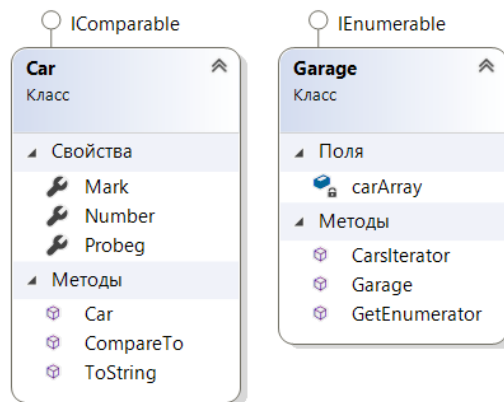 IComparable
Car
Класс
Свойства
Mark
Number
Probeg
Методы
Car
CompareTo
ToString
IEnumerable
Garage
Класс
Поля
carArray
Методы
CarsIterator
Garage
GetEnumerator